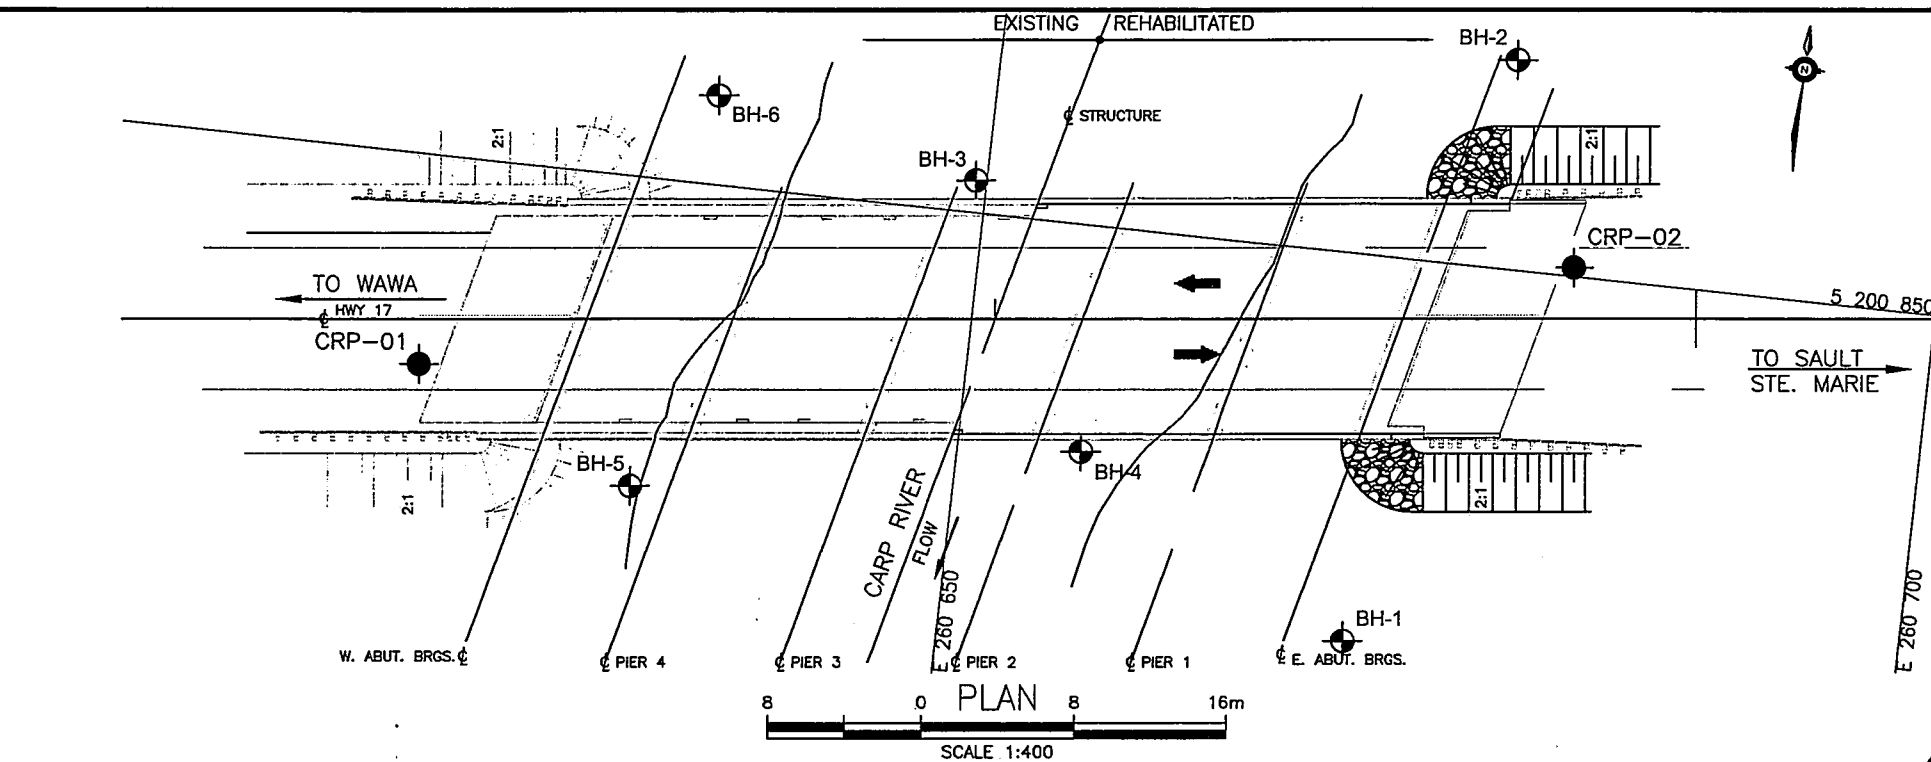 EXISTING REHABILITATED
BH-2
N
BH-6
℄ STRUCTURE
2:1
2:1
BH-3
CRP-02
TO WAWA
5 200 850
℄ HWY 17
CRP-01
TO SAULT
STE. MARIE
BH-5
BH-4
2:1
2:1
CARP RIVER
FLOW
E 260 650
E 260 700
BH-1
W. ABUT. BRGS. ℄
℄ PIER 4
℄ PIER 3
℄ PIER 2
℄ PIER 1
℄ E. ABUT. BRGS.
PLAN
8 0 8 16m
SCALE 1:400